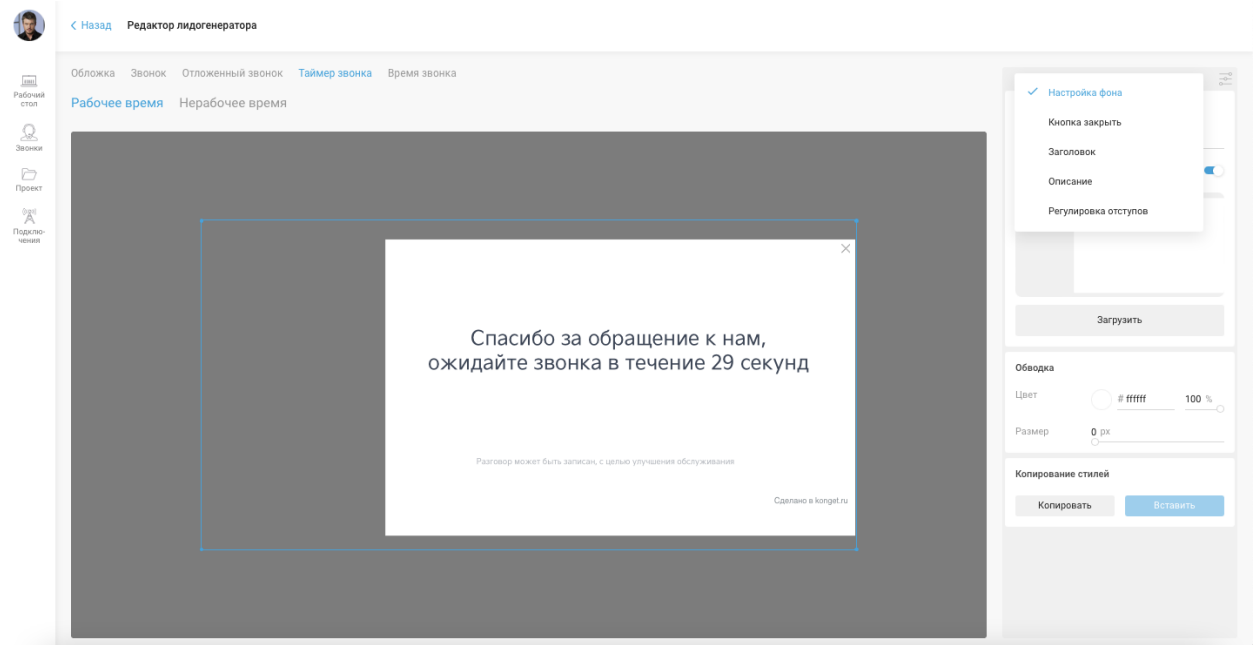 Назад Редактор лидогенератора
Обложка Звонок Отложенный звонок Таймер звонка Время звонка
Рабочее время Нерабочее время
Рабочий
стол
Звонки
Проект
Подклю-
чения
Спасибо за обращение к нам,
ожидайте звонка в течение 29 секунд
Разговор может быть записан, с целью улучшения обслуживания
Сделано в konget.ru
Настройка фона
Кнопка закрыть
Заголовок
Описание
Регулировка отступов
Загрузить
Обводка
Цвет # ffffff 100 %
Размер 0 px
Копирование стилей
Копировать Вставить